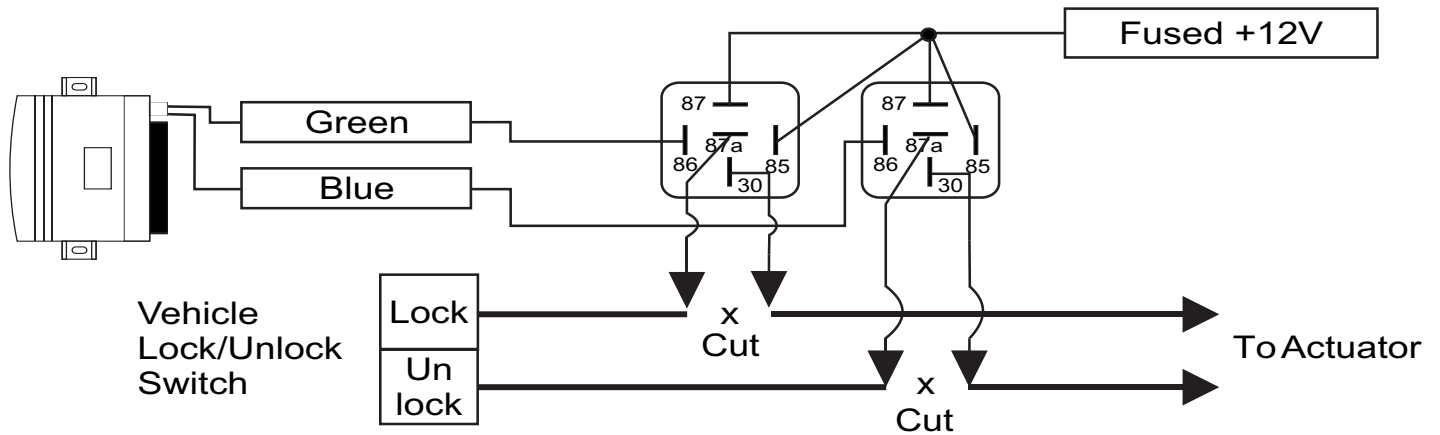 Fused +12V
Green
Blue
87
87a
86
85
30
87
87a
86
85
30
Vehicle
Lock/Unlock
Switch
Lock
Un
lock
x
Cut
x
Cut
To Actuator